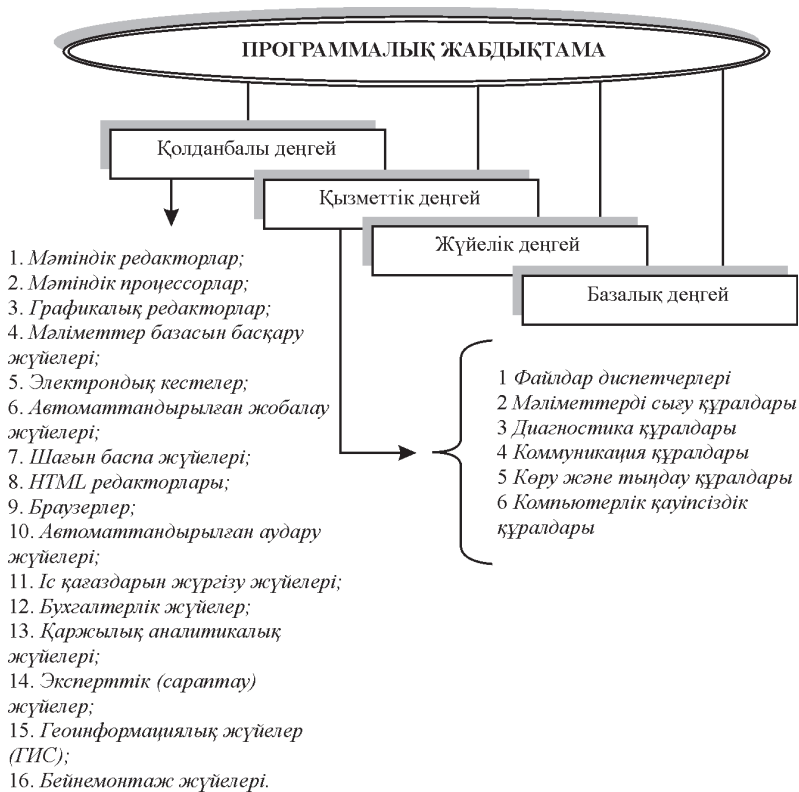 ПРОГРАММАЛЫҚ ЖАБДЫҚТАМА
Қолданбалы деңгей
Қызметтік деңгей
Жүйелік деңгей
Базалық деңгей
1. Мәтіндік редакторлар;
2. Мәтіндік процессорлар;
3. Графикалық редакторлар;
4. Мәліметтер базасын басқару
жүйелері;
5. Электрондық кестелер;
6. Автоматтандырылған жобалау
жүйелері;
7. Шағын баспа жүйелері;
8. HTML редакторлары;
9. Браузерлер;
10. Автоматтандырылған аудару
жүйелері;
11. Іс қағаздарын жүргізу жүйелері;
12. Бухгалтерлік жүйелер;
13. Қаржылық аналитикалық
жүйелері;
14. Эксперттік (сараптау)
жүйелер;
15. Геоинформациялық жүйелер
(ГИС);
16. Бейнемонтаж жүйелері.
1 Файлдар диспетчерлері
2 Мәліметтерді сығу құралдары
3 Диагностика құралдары
4 Коммуникация құралдары
5 Көру және тыңдау құралдары
6 Компьютерлік қауіпсіздік
құралдары